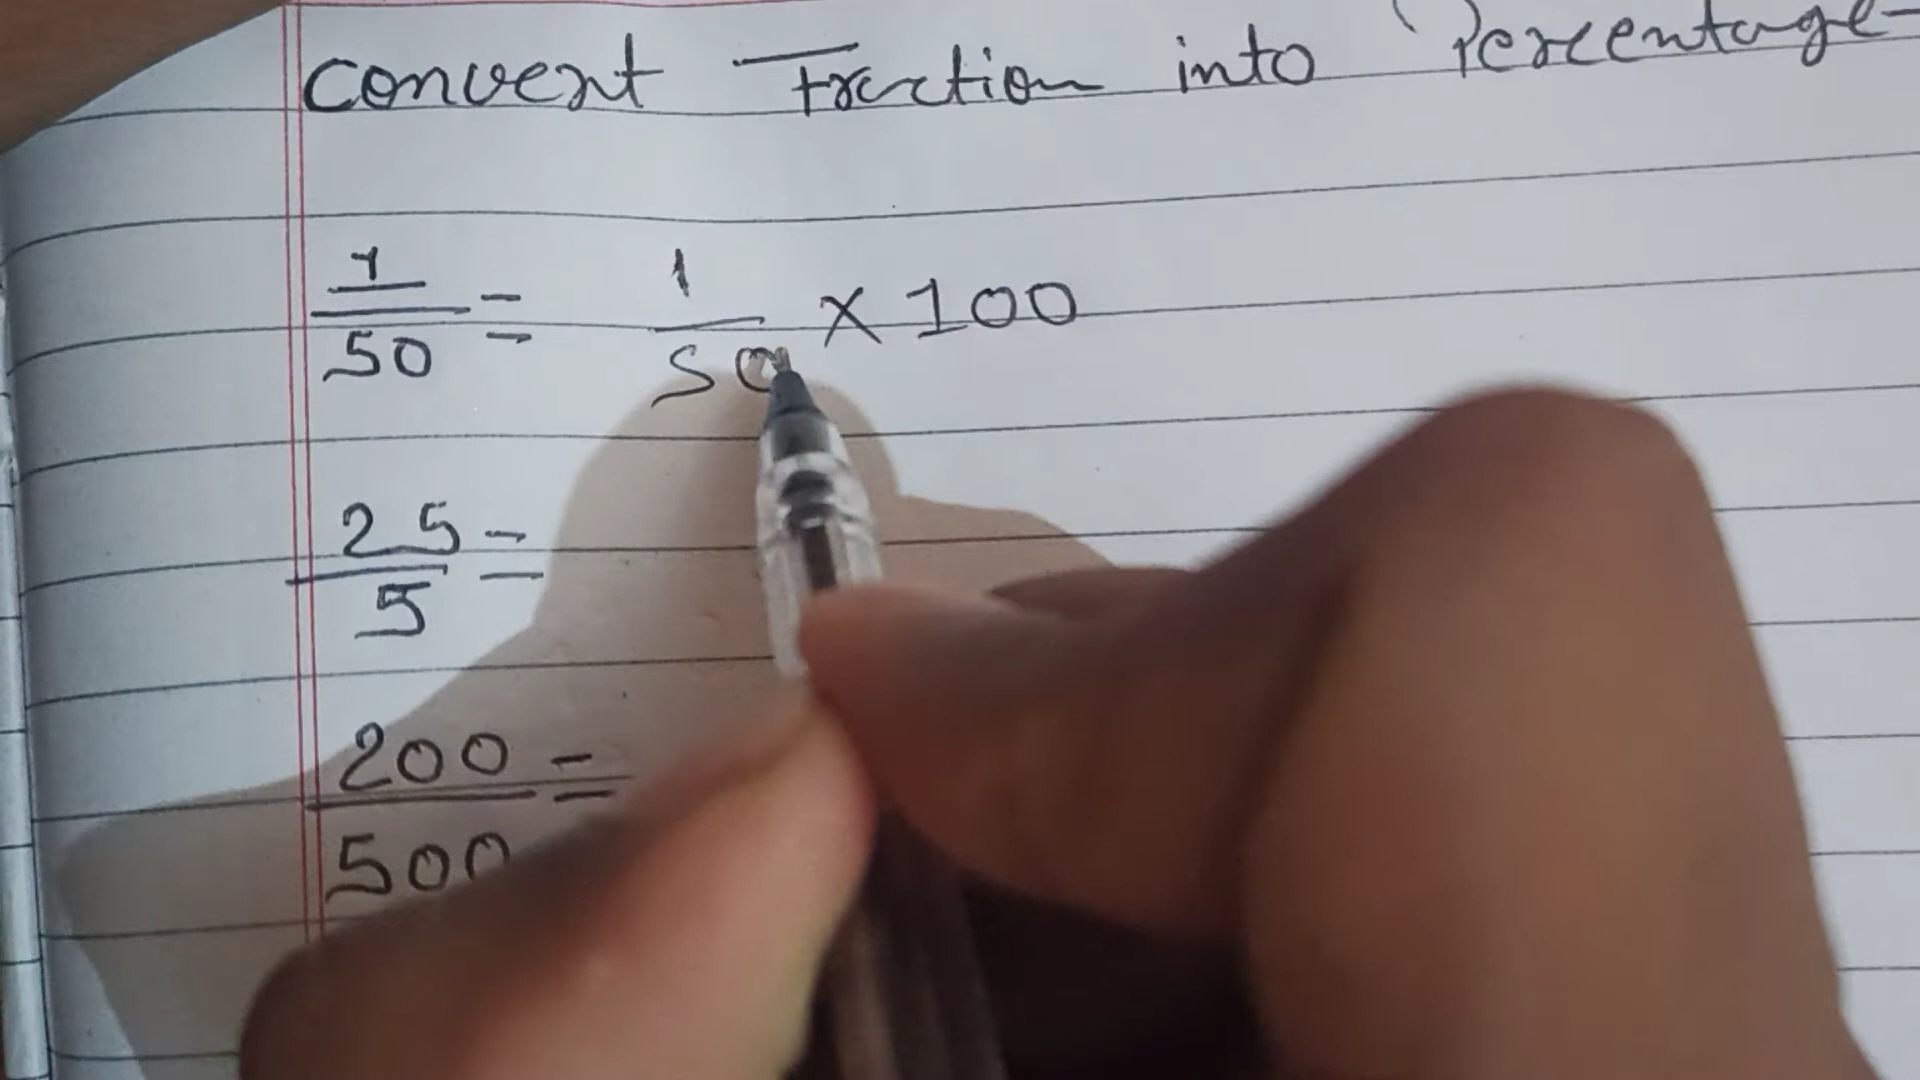 Convert Fraction into Percentage-
1/50 = 1/50 X 100
25/5 =
200/500 =